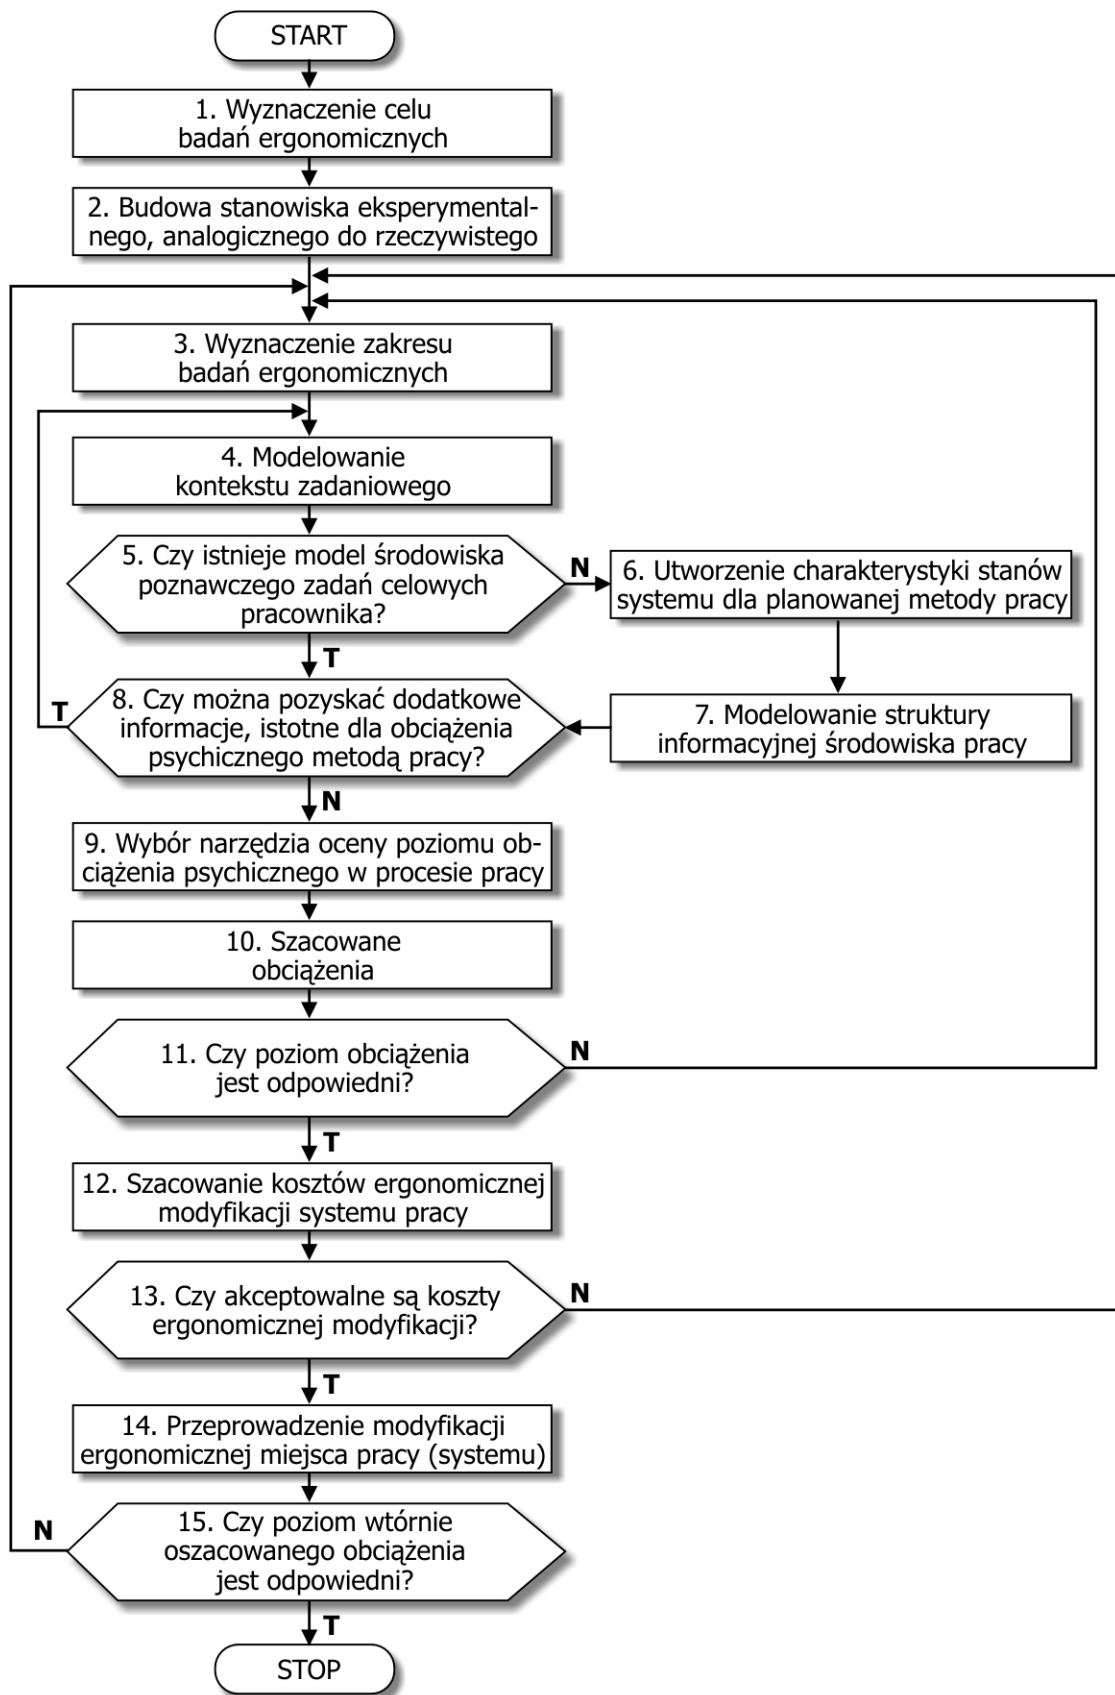 START
1. Wyznaczenie celu
badań ergonomicznych
2. Budowa stanowiska eksperymental-
nego, analogicznego do rzeczywistego
3. Wyznaczenie zakresu
badań ergonomicznych
4. Modelowanie
kontekstu zadaniowego
5. Czy istnieje model środowiska
poznawczego zadań celowych
pracownika?
N
6. Utworzenie charakterystyki stanów
systemu dla planowanej metody pracy
T
7. Modelowanie struktury
informacyjnej środowiska pracy
T
8. Czy można pozyskać dodatkowe
informacje, istotne dla obciążenia
psychicznego metodą pracy?
N
9. Wybór narzędzia oceny poziomu ob-
ciążenia psychicznego w procesie pracy
10. Szacowane
obciążenia
11. Czy poziom obciążenia
jest odpowiedni?
N
T
12. Szacowanie kosztów ergonomicznej
modyfikacji systemu pracy
13. Czy akceptowalne są koszty
ergonomicznej modyfikacji?
N
T
14. Przeprowadzenie modyfikacji
ergonomicznej miejsca pracy (systemu)
N
15. Czy poziom wtórnie
oszacowanego obciążenia
jest odpowiedni?
T
STOP